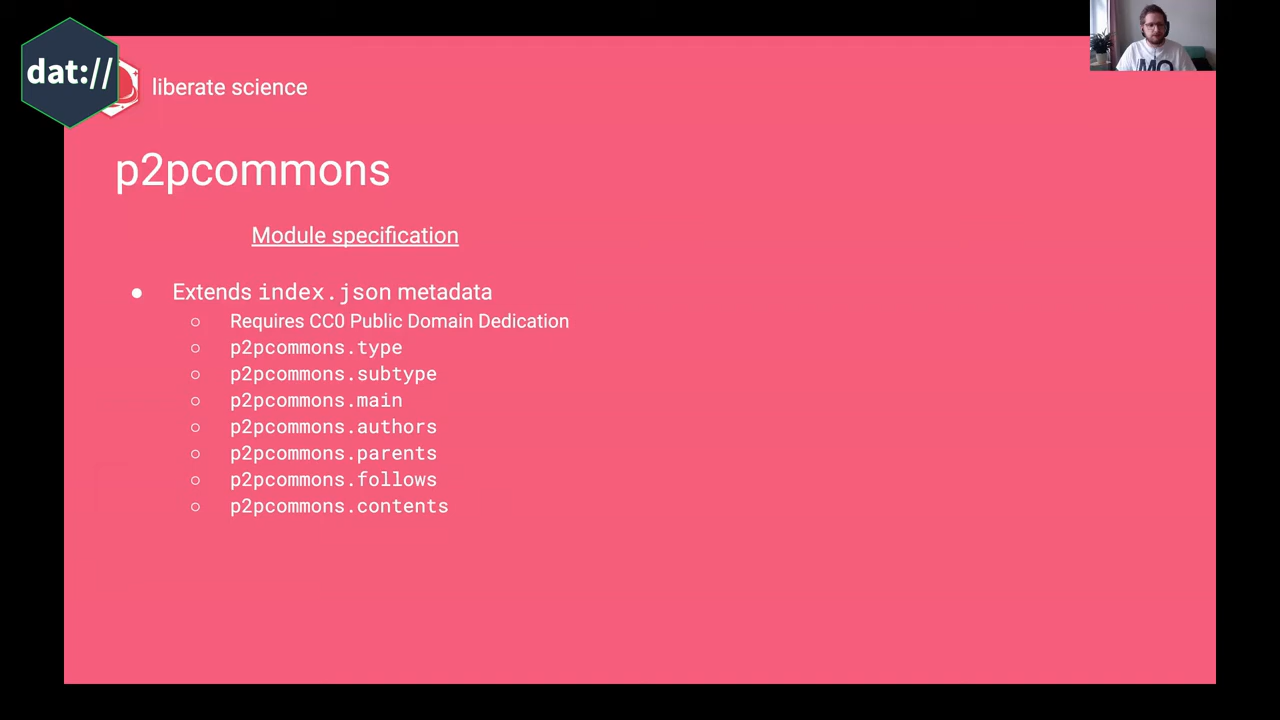 dat://
liberate science
p2pcommons
Module specification
● Extends index.json metadata
○ Requires CC0 Public Domain Dedication
○ p2pcommons.type
○ p2pcommons.subtype
○ p2pcommons.main
○ p2pcommons.authors
○ p2pcommons.parents
○ p2pcommons.follows
○ p2pcommons.contents